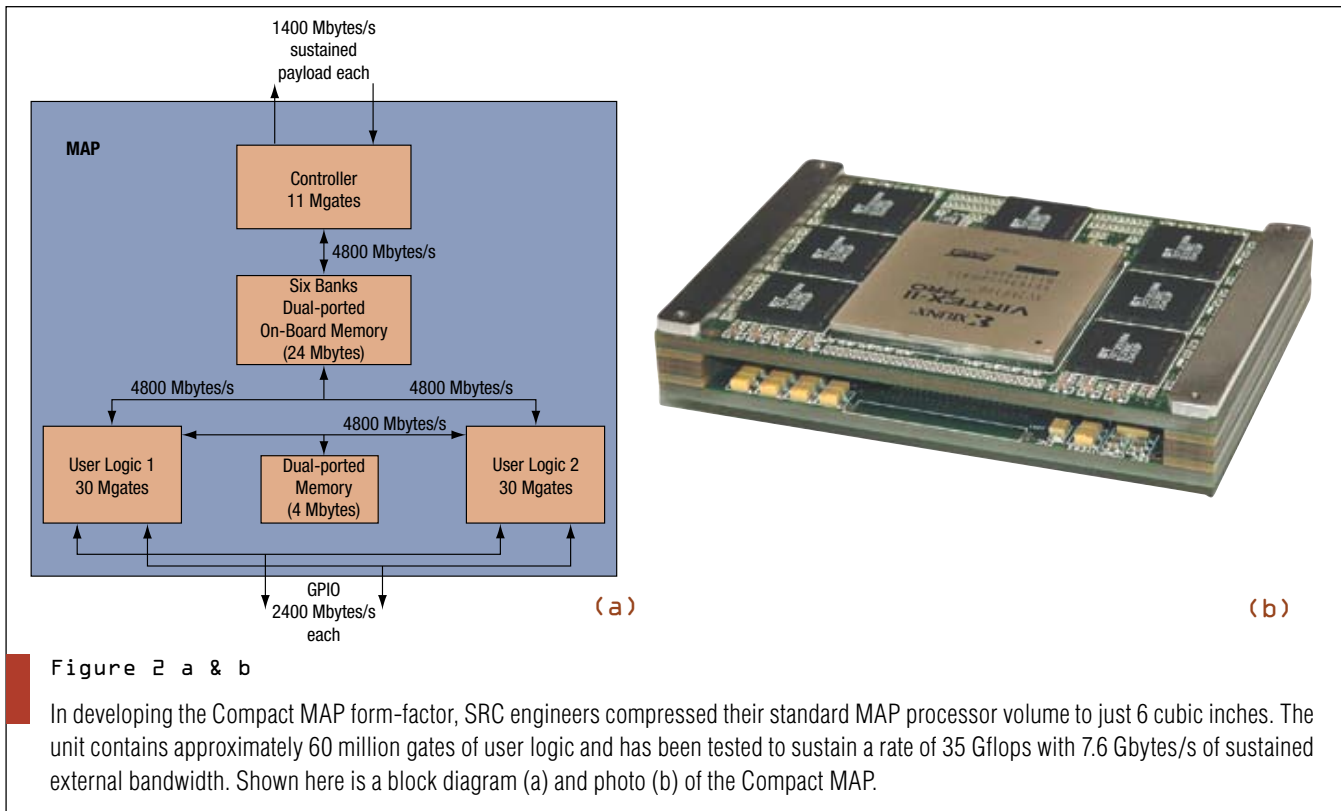 1400 Mbytes/s
sustained
payload each
MAP
Controller
11 Mgates
4800 Mbytes/s
Six Banks
Dual-ported
On-Board Memory
(24 Mbytes)
4800 Mbytes/s
4800 Mbytes/s
4800 Mbytes/s
User Logic 1
30 Mgates
Dual-ported
Memory
(4 Mbytes)
User Logic 2
30 Mgates
GPIO
2400 Mbytes/s
each
(a)
XILINX
VIRTEX-II
PRO
(b)
Figure 2 a & b
In developing the Compact MAP form-factor, SRC engineers compressed their standard MAP processor volume to just 6 cubic inches. The
unit contains approximately 60 million gates of user logic and has been tested to sustain a rate of 35 Gflops with 7.6 Gbytes/s of sustained
external bandwidth. Shown here is a block diagram (a) and photo (b) of the Compact MAP.